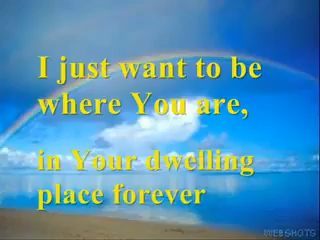 I just want to be
where You are,
in Your dwelling
place forever
WEBSHOTS